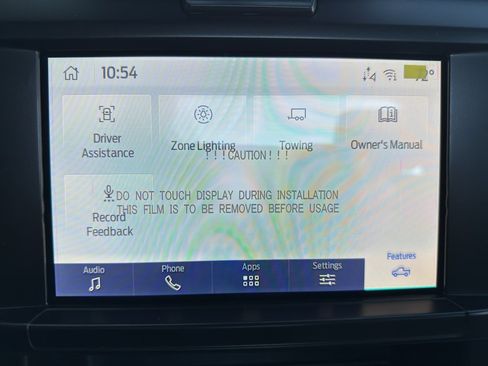 10:54
72°
Driver
Assistance
Zone Lighting
Towing
Owner's Manual
! ! ! CAUTION ! ! !
Record
Feedback
DO NOT TOUCH DISPLAY DURING INSTALLATION
THIS FILM IS TO BE REMOVED BEFORE USAGE
Audio
Phone
Apps
Settings
Features